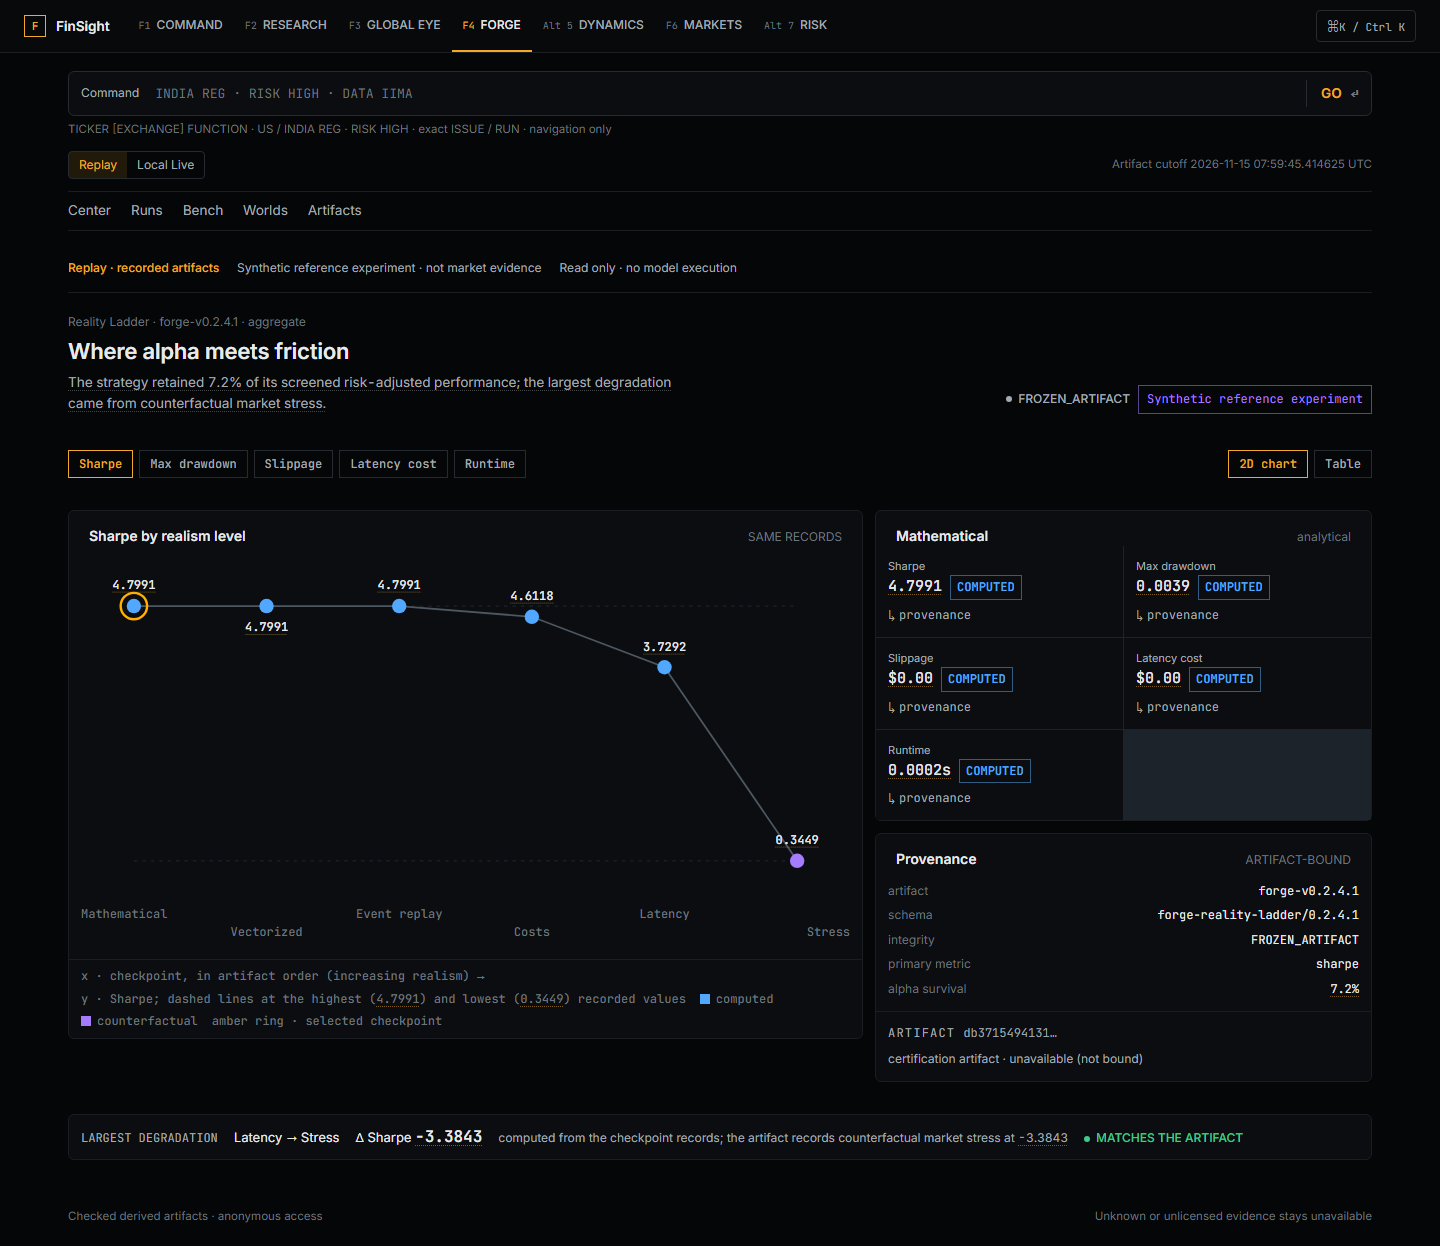 F FinSight F1 COMMAND F2 RESEARCH F3 GLOBAL EYE F4 FORGE Alt 5 DYNAMICS F6 MARKETS Alt 7 RISK ⌘K / Ctrl K
Command INDIA REG · RISK HIGH · DATA IIMA GO ↵
TICKER [EXCHANGE] FUNCTION · US / INDIA REG · RISK HIGH · exact ISSUE / RUN · navigation only
Replay Local Live Artifact cutoff 2026-11-15 07:59:45.414625 UTC
Center Runs Bench Worlds Artifacts
Replay · recorded artifacts Synthetic reference experiment · not market evidence Read only · no model execution
Reality Ladder · forge-v0.2.4.1 · aggregate
Where alpha meets friction
The strategy retained 7.2% of its screened risk-adjusted performance; the largest degradation
came from counterfactual market stress.
FROZEN_ARTIFACT Synthetic reference experiment
Sharpe Max drawdown Slippage Latency cost Runtime 2D chart Table
Sharpe by realism level SAME RECORDS
4.7991
4.7991
4.7991
4.6118
3.7292
0.3449
Mathematical
Vectorized
Event replay
Costs
Latency
Stress
x · checkpoint, in artifact order (increasing realism) →
y · Sharpe; dashed lines at the highest (4.7991) and lowest (0.3449) recorded values computed
counterfactual amber ring · selected checkpoint
Mathematical analytical
Sharpe
4.7991 COMPUTED
↳ provenance
Max drawdown
0.0039 COMPUTED
↳ provenance
Slippage
$0.00 COMPUTED
↳ provenance
Latency cost
$0.00 COMPUTED
↳ provenance
Runtime
0.0002s COMPUTED
↳ provenance
Provenance ARTIFACT-BOUND
artifact forge-v0.2.4.1
schema forge-reality-ladder/0.2.4.1
integrity FROZEN_ARTIFACT
primary metric sharpe
alpha survival 7.2%
ARTIFACT db3715494131…
certification artifact · unavailable (not bound)
LARGEST DEGRADATION Latency → Stress Δ Sharpe -3.3843 computed from the checkpoint records; the artifact records counterfactual market stress at -3.3843 MATCHES THE ARTIFACT
Checked derived artifacts · anonymous access Unknown or unlicensed evidence stays unavailable